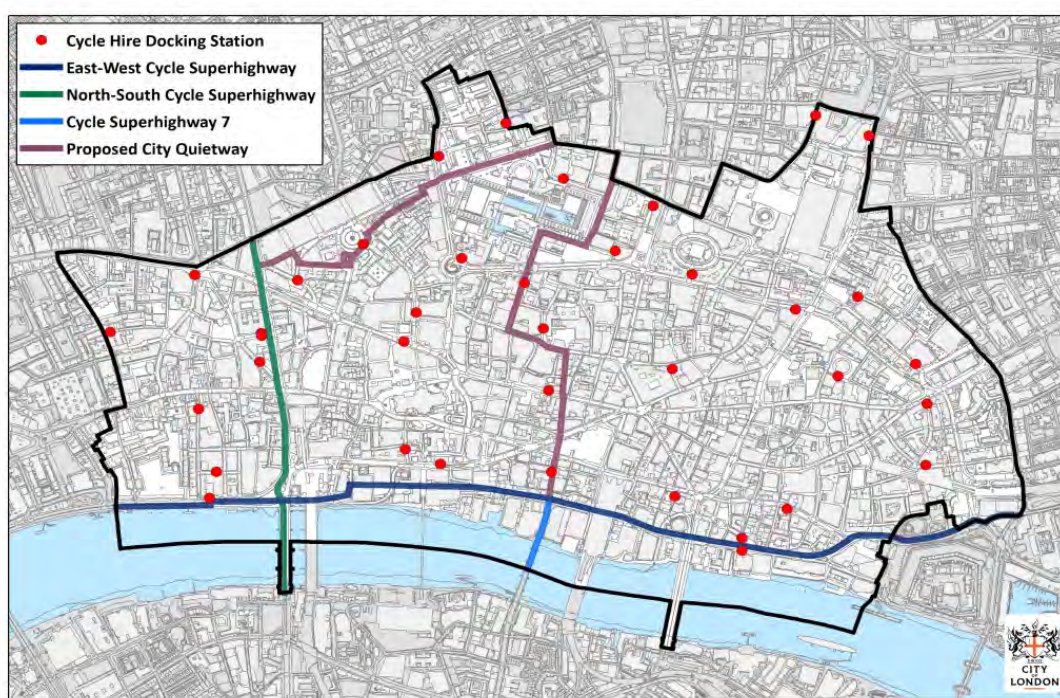 Cycle Hire Docking Station
East-West Cycle Superhighway
North-South Cycle Superhighway
Cycle Superhighway 7
Proposed City Quietway
CITY
OF
LONDON